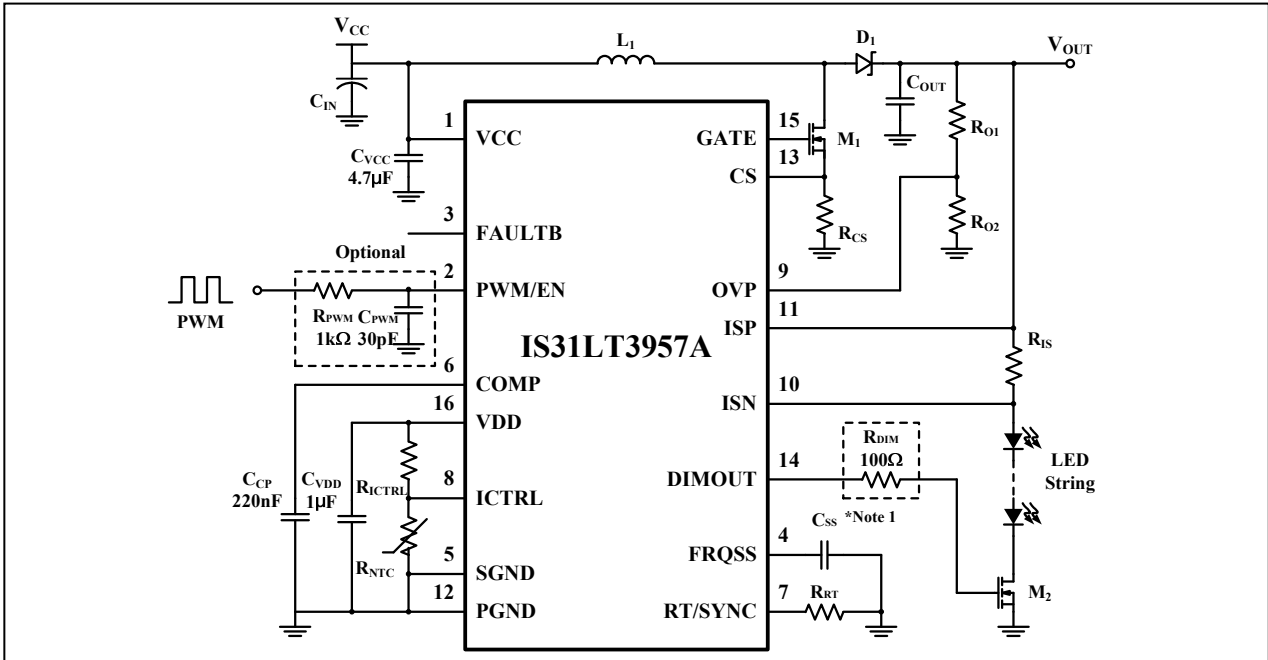 VCC
L1
D1
VOUT
CIN
COUT
1
VCC
15
GATE
M1
RO1
CVCC
4.7µF
13
CS
3
FAULTB
RCS
RO2
Optional
2
PWM/EN
9
OVP
PWM
RPWM
1kΩ
CPWM
30pF
11
ISP
IS31LT3957A
RIS
6
COMP
10
ISN
16
VDD
RDIM
100Ω
14
DIMOUT
LED
String
CCP
220nF
CVDD
1µF
RICTRL
8
ICTRL
*Note 1
CSS
4
FRQSS
RNTC
5
SGND
12
PGND
7
RT/SYNC
RRT
M2